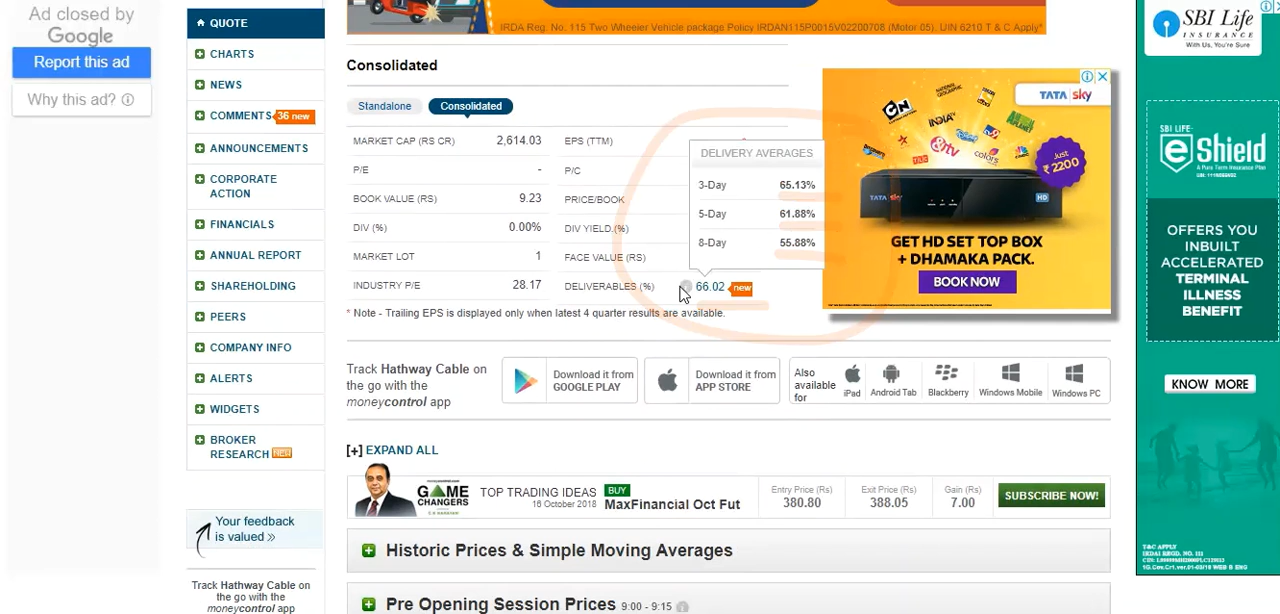 Ad closed by
Google
Report this ad
Why this ad?
QUOTE
CHARTS
NEWS
COMMENTS 36 new
ANNOUNCEMENTS
CORPORATE
ACTION
FINANCIALS
ANNUAL REPORT
SHAREHOLDING
PEERS
COMPANY INFO
ALERTS
WIDGETS
BROKER
RESEARCH NEW
Your feedback
is valued »
Track Hathway Cable on
the go with the
moneycontrol app
IRDA Reg. No. 115 Two Wheeler Vehicle package Policy IRDAN115P0015V02200708 (Motor 05). UIN 6210 T & C Apply*
Consolidated
Standalone Consolidated
MARKET CAP (RS CR) 2,614.03
P/E -
BOOK VALUE (RS) 9.23
DIV (%) 0.00%
MARKET LOT 1
INDUSTRY P/E 28.17
EPS (TTM)
P/C
PRICE/BOOK
DIV YIELD.(%)
FACE VALUE (RS)
DELIVERABLES (%) 66.02 new
DELIVERY AVERAGES
3-Day 65.13%
5-Day 61.88%
8-Day 55.88%
* Note - Trailing EPS is displayed only when latest 4 quarter results are available.
TATA sky
Just
₹ 2200
TATA sky HD
GET HD SET TOP BOX
+ DHAMAKA PACK.
BOOK NOW
Track Hathway Cable on
the go with the
moneycontrol app
Download it from
GOOGLE PLAY
Download it from
APP STORE
Also
available
for
iPad
Android Tab
Blackberry
Windows Mobile
Windows PC
[+] EXPAND ALL
GAME
CHANGERS
TOP TRADING IDEAS BUY
16 October 2018 MaxFinancial Oct Fut
Entry Price (Rs)
380.80
Exit Price (Rs)
388.05
Gain (Rs)
7.00
SUBSCRIBE NOW!
Historic Prices & Simple Moving Averages
Pre Opening Session Prices 9:00 - 9:15
SBI Life
INSURANCE
With Us, You're Sure
SBI LIFE
eShield
OFFERS YOU
INBUILT
ACCELERATED
TERMINAL
ILLNESS
BENEFIT
KNOW MORE
T&C APPLY